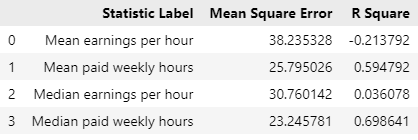 Statistic Label Mean Square Error R Square
0 Mean earnings per hour 38.235328 -0.213792
1 Mean paid weekly hours 25.795026 0.594792
2 Median earnings per hour 30.760142 0.036078
3 Median paid weekly hours 23.245781 0.698641